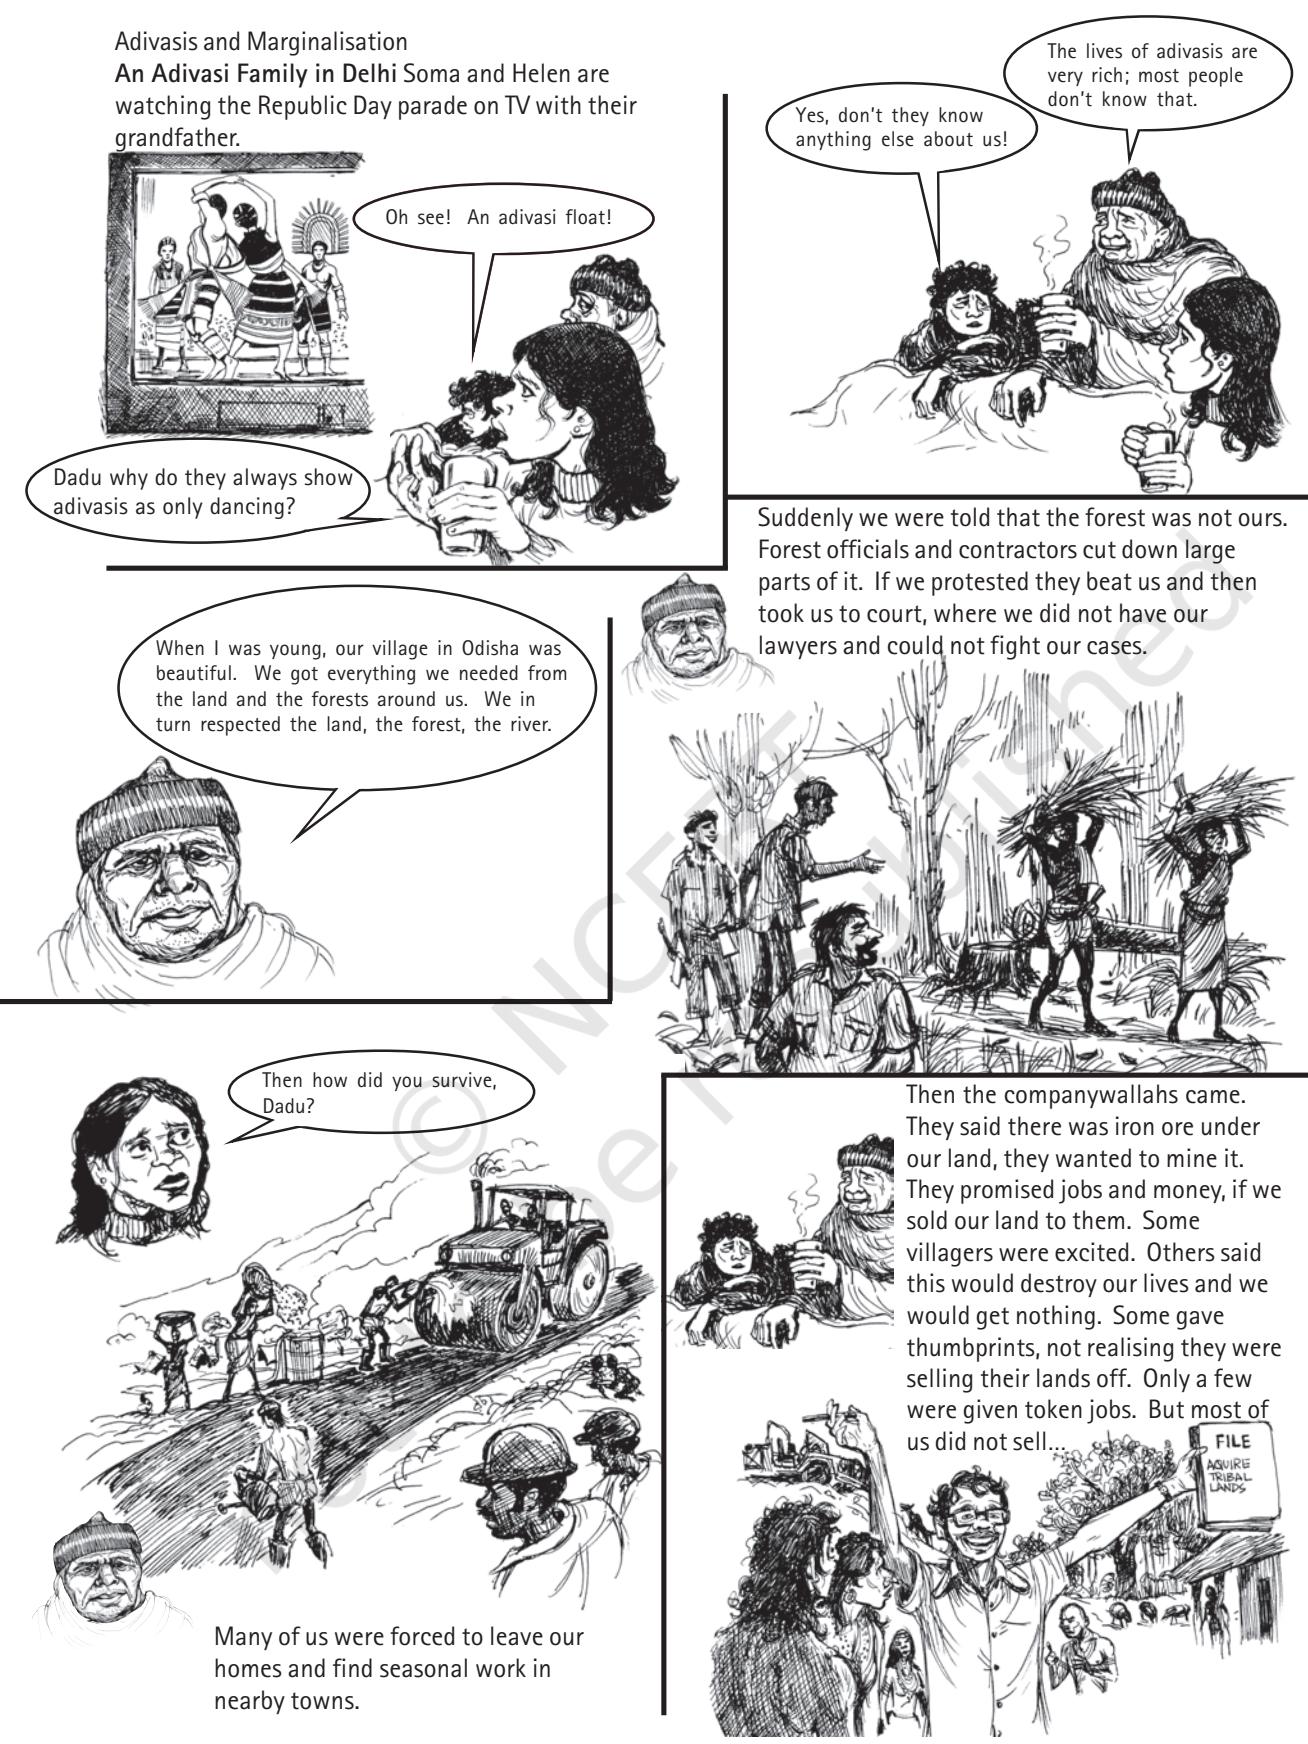 Adivasis and Marginalisation
An Adivasi Family in Delhi Soma and Helen are
watching the Republic Day parade on TV with their
grandfather.
Oh see! An adivasi float!
Dadu why do they always show
adivasis as only dancing?
The lives of adivasis are
very rich; most people
don't know that.
Yes, don't they know
anything else about us!
When I was young, our village in Odisha was
beautiful. We got everything we needed from
the land and the forests around us. We in
turn respected the land, the forest, the river.
Suddenly we were told that the forest was not ours.
Forest officials and contractors cut down large
parts of it. If we protested they beat us and then
took us to court, where we did not have our
lawyers and could not fight our cases.
Then how did you survive,
Dadu?
Many of us were forced to leave our
homes and find seasonal work in
nearby towns.
Then the companywallahs came.
They said there was iron ore under
our land, they wanted to mine it.
They promised jobs and money, if we
sold our land to them. Some
villagers were excited. Others said
this would destroy our lives and we
would get nothing. Some gave
thumbprints, not realising they were
selling their lands off. Only a few
were given token jobs. But most of
us did not sell...
FILE
AQUIRE
TRIBAL
LANDS
© NCERT
be republished